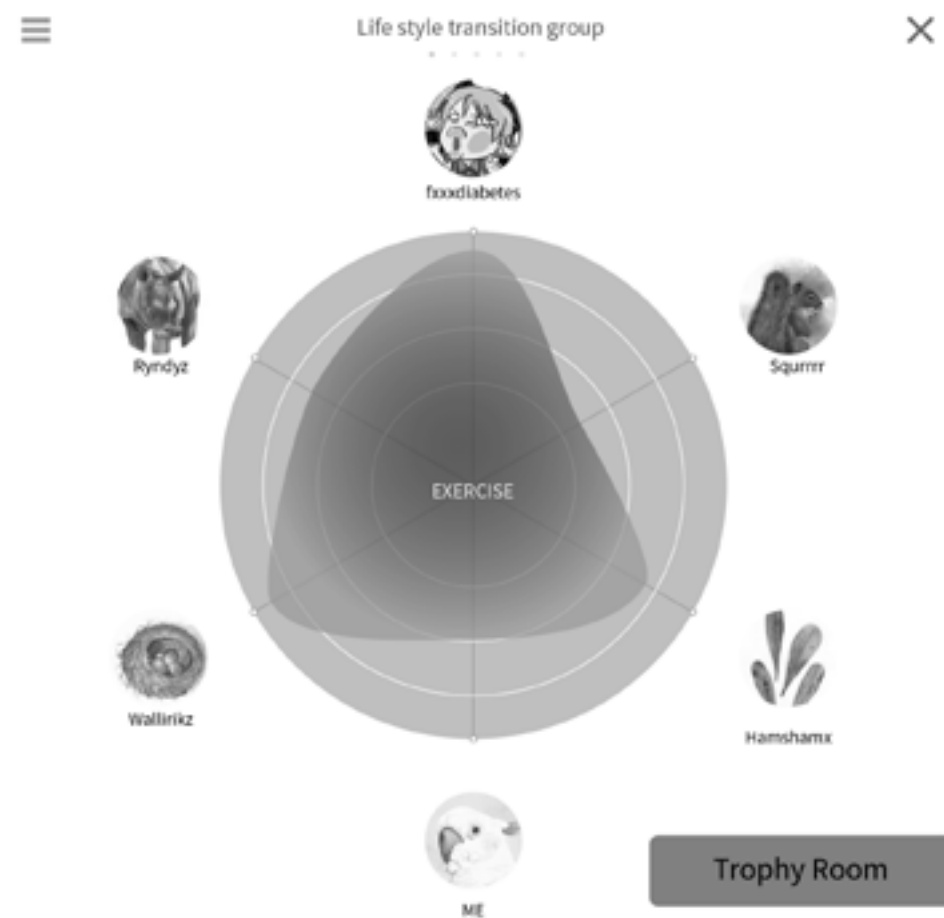 Life style transition group
fxxxdiabetes
Ryndyz
Squrrrr
EXERCISE
Wallirikz
Hamshamx
Trophy Room
ME